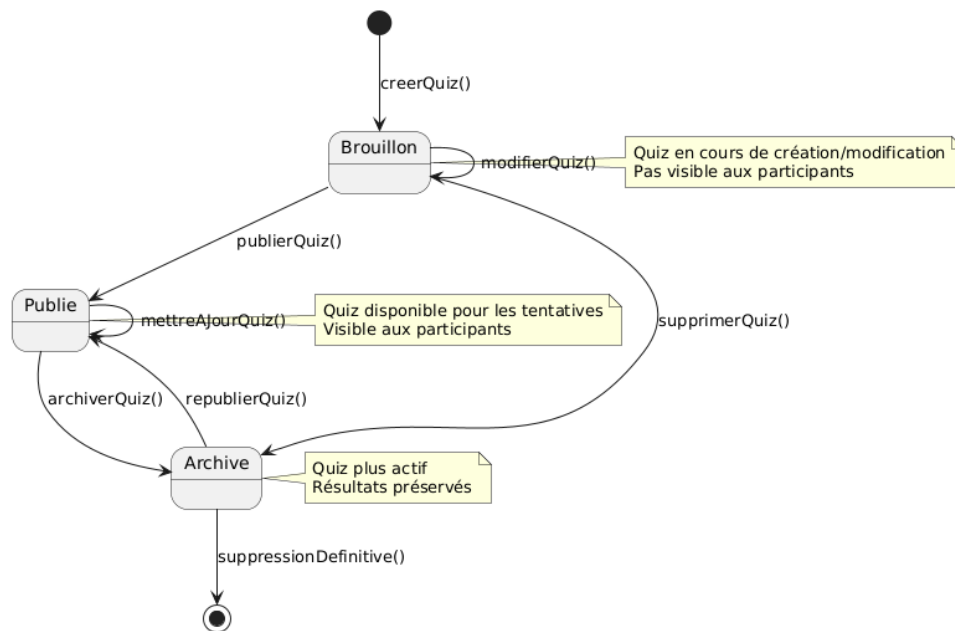 creerQuiz()
Brouillon
modifierQuiz()
Quiz en cours de création/modification
Pas visible aux participants
publierQuiz()
Publie
mettreAJourQuiz()
Quiz disponible pour les tentatives
Visible aux participants
supprimerQuiz()
archiverQuiz()
republierQuiz()
Archive
Quiz plus actif
Résultats préservés
suppressionDefinitive()